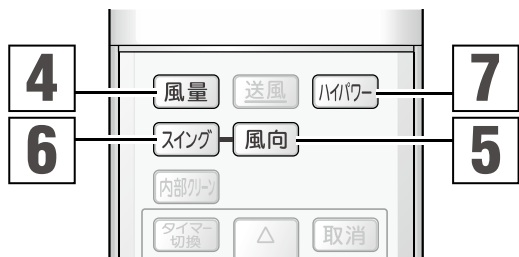 4 風量 送風 ハイパワー 7
6 スイング 風向 5
内部クリーン
タイマー切換 △ 取消